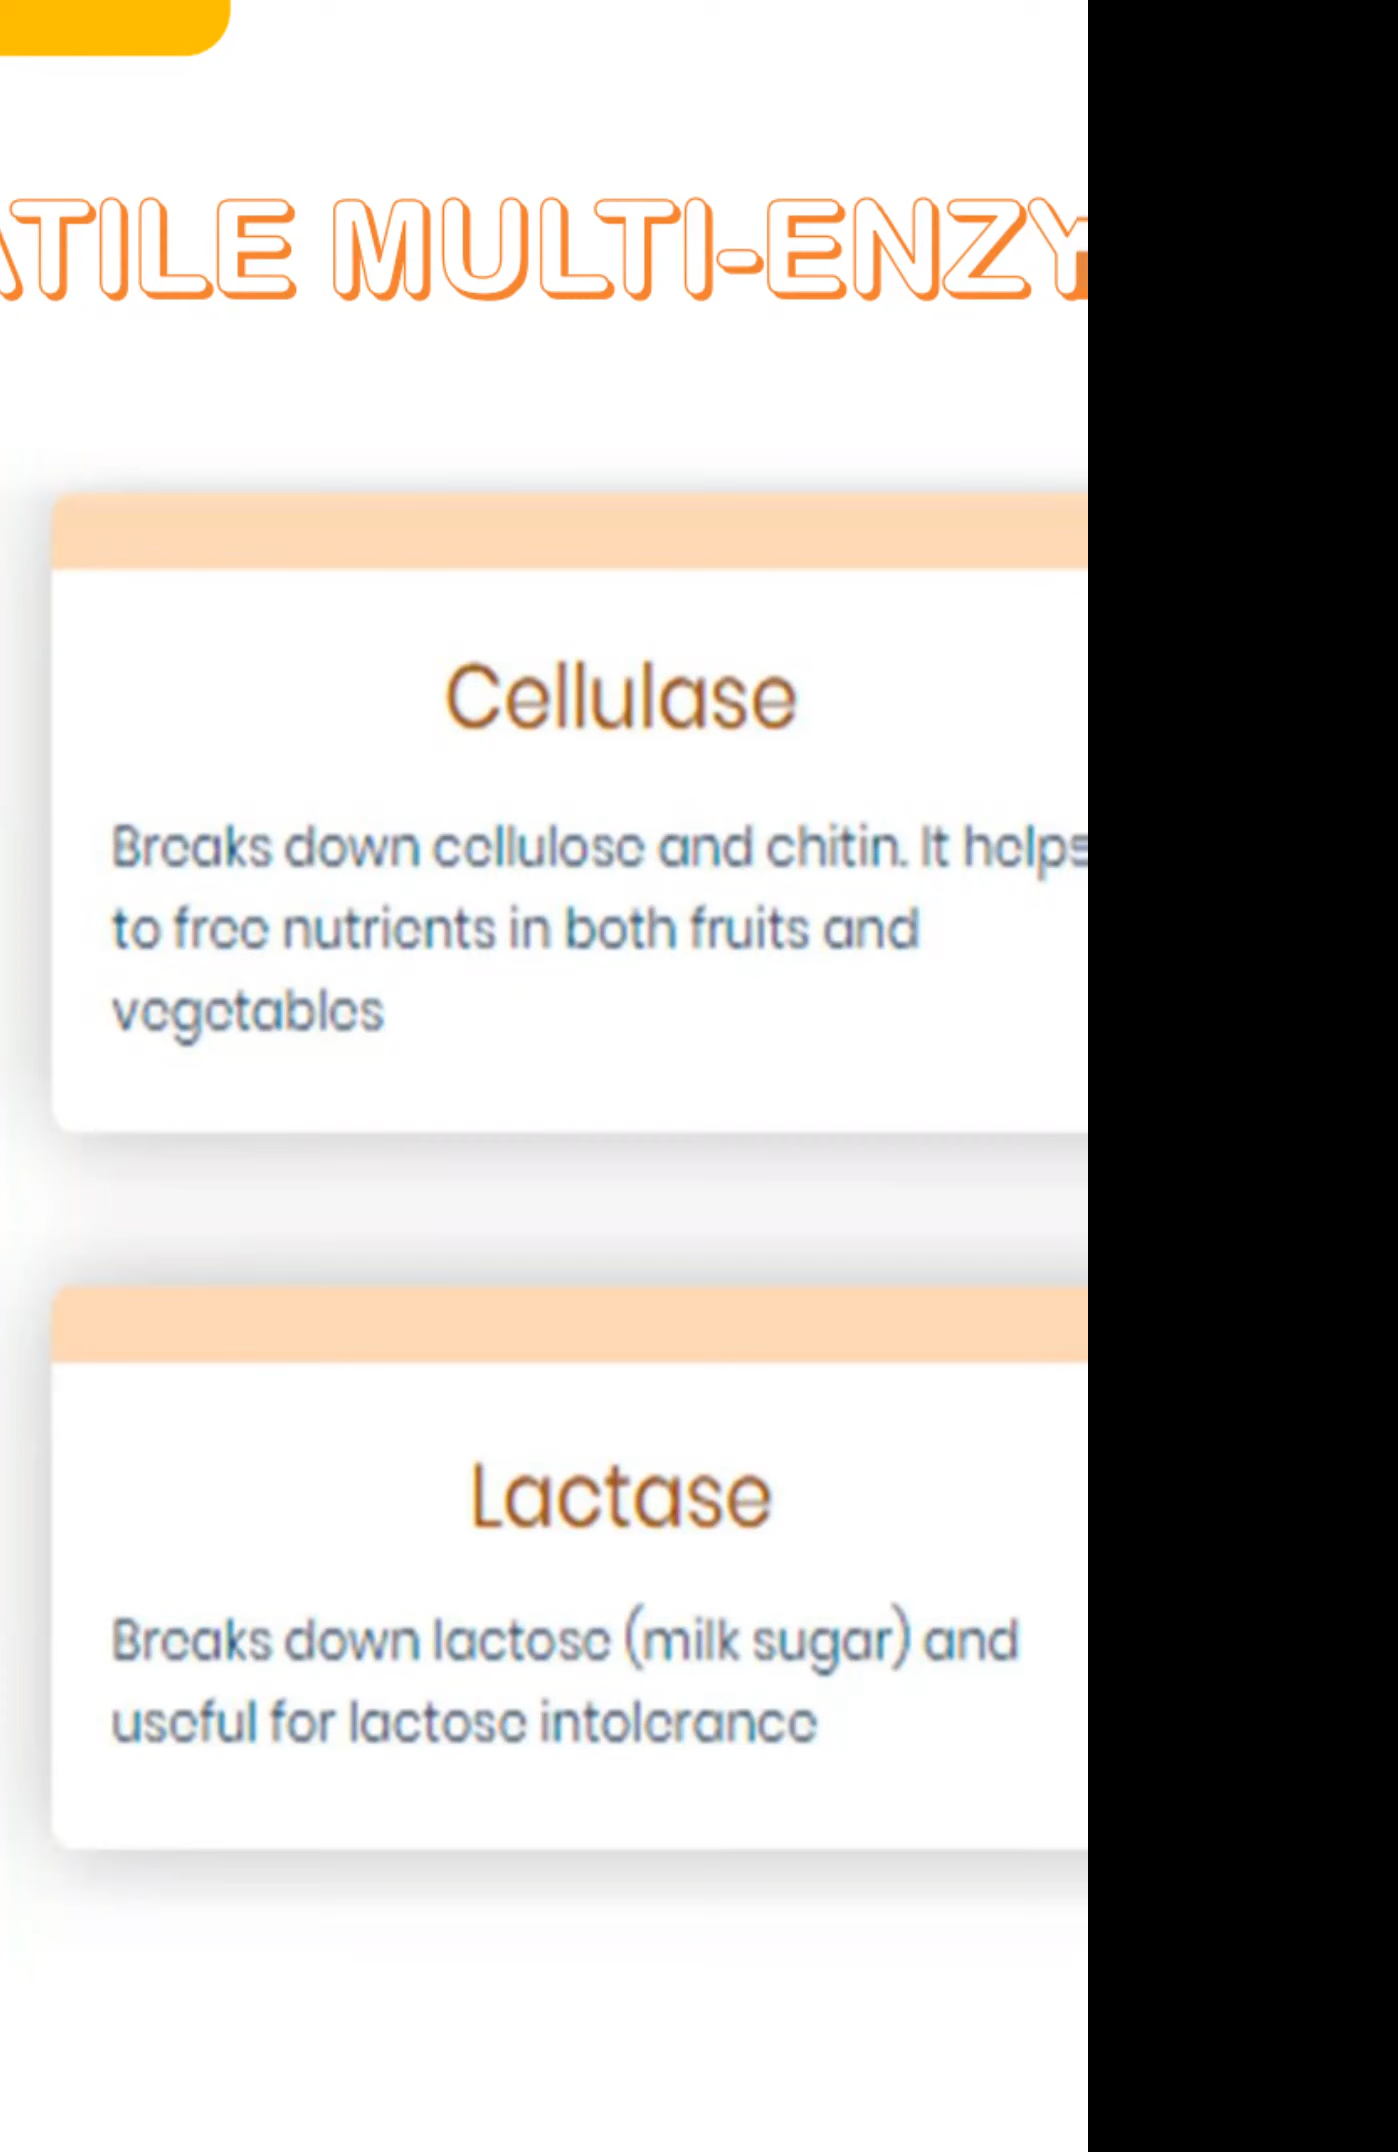 ATILE MULTI-ENZY
Cellulase
Breaks down cellulose and chitin. It helps
to free nutrients in both fruits and
vegetables
Lactase
Breaks down lactose (milk sugar) and
useful for lactose intolerance